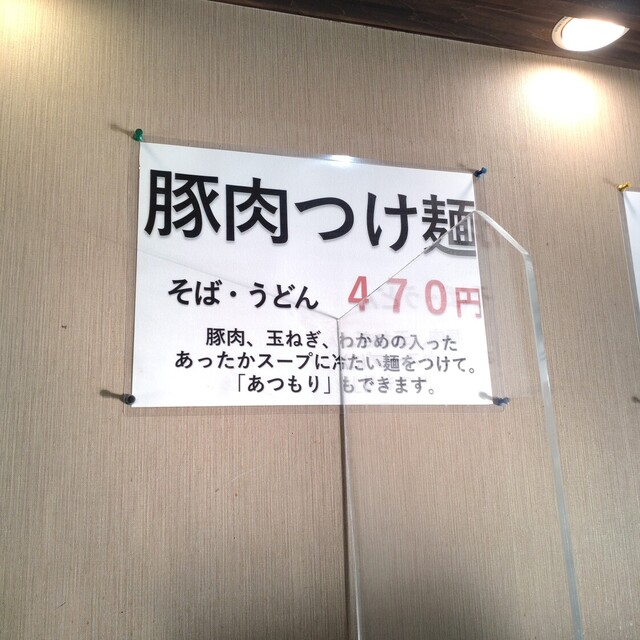 豚肉つけ麺
そば・うどん ４７０円
豚肉、玉ねぎ、わかめの入った
あったかスープに冷たい麺をつけて。
「あつもり」もできます。